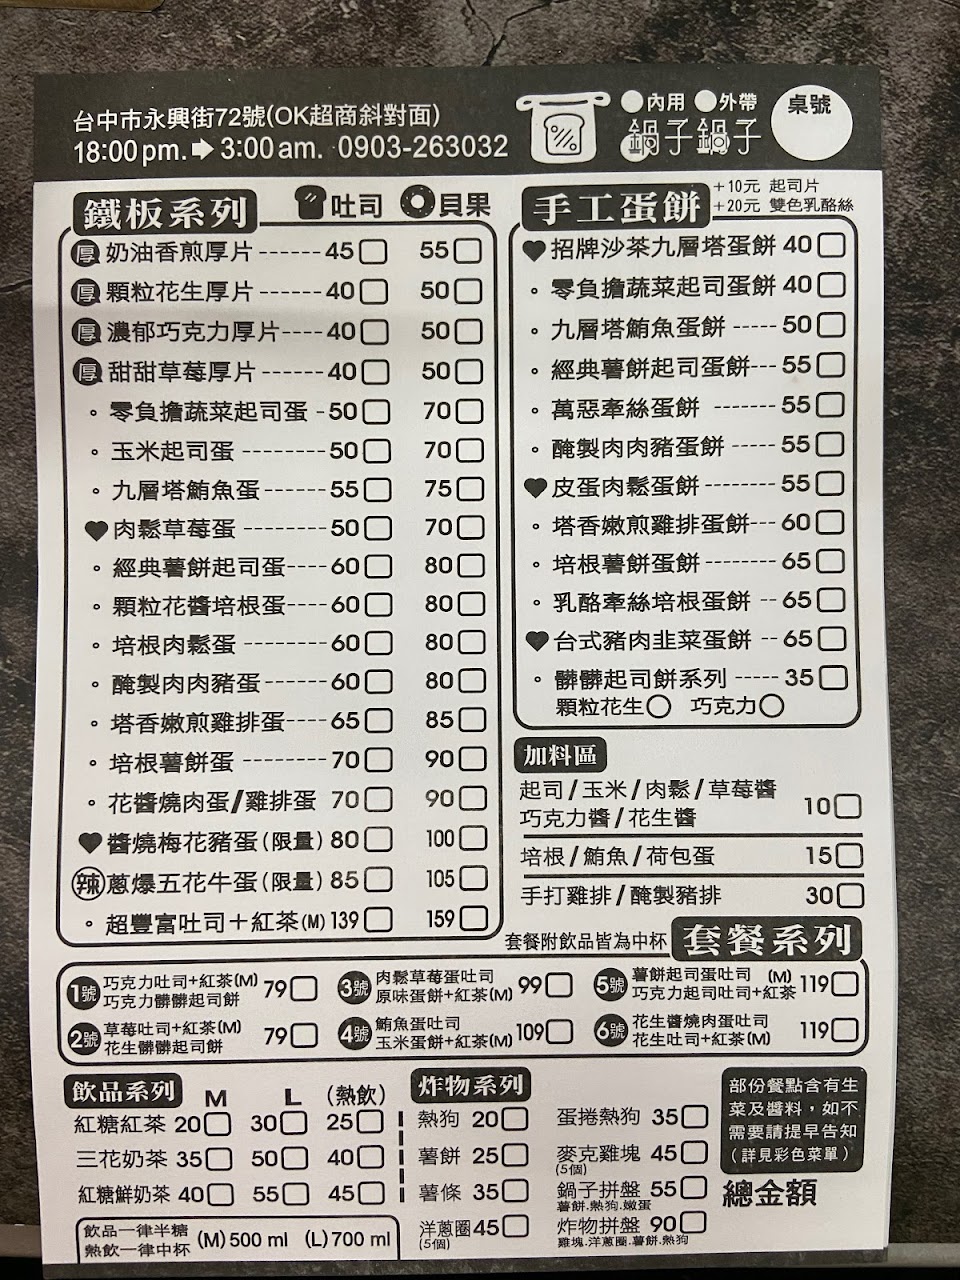 台中市永興街72號(OK超商斜對面)
18:00 pm. ➜ 3:00 am. 0903-263032
內用 外帶
鍋子鍋子
桌號
鐵板系列 吐司 貝果
厚 奶油香煎厚片 ------ 45 55
厚 顆粒花生厚片 ------ 40 50
厚 濃郁巧克力厚片 ---- 40 50
厚 甜甜草莓厚片 ------ 40 50
• 零負擔蔬菜起司蛋 - 50 70
• 玉米起司蛋 -------- 50 70
• 九層塔鮪魚蛋 ------ 55 75
♥ 肉鬆草莓蛋 -------- 50 70
• 經典薯餅起司蛋 ---- 60 80
• 顆粒花醬培根蛋 ---- 60 80
• 培根肉鬆蛋 -------- 60 80
• 醃製肉肉豬蛋 ------ 60 80
• 塔香嫩煎雞排蛋 ---- 65 85
• 培根薯餅蛋 -------- 70 90
• 花醬燒肉蛋/雞排蛋 70 90
♥ 醬燒梅花豬蛋(限量) 80 100
辣 蔥爆五花牛蛋(限量) 85 105
• 超豐富吐司＋紅茶(M) 139 159
手工蛋餅
＋10元 起司片
＋20元 雙色乳酪絲
♥ 招牌沙茶九層塔蛋餅 40
• 零負擔蔬菜起司蛋餅 40
• 九層塔鮪魚蛋餅 ----- 50
• 經典薯餅起司蛋餅 --- 55
• 萬惡牽絲蛋餅 ------- 55
• 醃製肉肉豬蛋餅 ----- 55
♥ 皮蛋肉鬆蛋餅 ------- 55
• 塔香嫩煎雞排蛋餅 --- 60
• 培根薯餅蛋餅 ------- 65
• 乳酪牽絲培根蛋餅 -- 65
♥ 台式豬肉韭菜蛋餅 -- 65
• 髒髒起司餅系列 ----- 35
顆粒花生 巧克力
加料區
起司/玉米/肉鬆/草莓醬
巧克力醬/花生醬 10
培根/鮪魚/荷包蛋 15
手打雞排/醃製豬排 30
套餐附飲品皆為中杯 套餐系列
1號 巧克力吐司+紅茶(M)
巧克力髒髒起司餅 79
2號 草莓吐司+紅茶(M)
花生髒髒起司餅 79
3號 肉鬆草莓蛋吐司
原味蛋餅+紅茶(M) 99
4號 鮪魚蛋吐司
玉米蛋餅+紅茶(M) 109
5號 薯餅起司蛋吐司 (M)
巧克力起司吐司+紅茶 119
6號 花生醬燒肉蛋吐司
花生吐司+紅茶(M) 119
飲品系列 M L (熱飲)
紅糖紅茶 20 30 25
三花奶茶 35 50 40
紅糖鮮奶茶 40 55 45
飲品一律半糖
熱飲一律中杯 (M)500 ml (L)700 ml
炸物系列
熱狗 20
薯餅 25
薯條 35
洋蔥圈 45
(5個)
蛋捲熱狗 35
麥克雞塊 45
(5個)
鍋子拼盤 55
薯餅.熱狗.嫩蛋
炸物拼盤 90
雞塊.洋蔥圈.薯餅.熱狗
部份餐點含有生
菜及醬料，如不
需要請提早告知
（詳見彩色菜單）
總金額